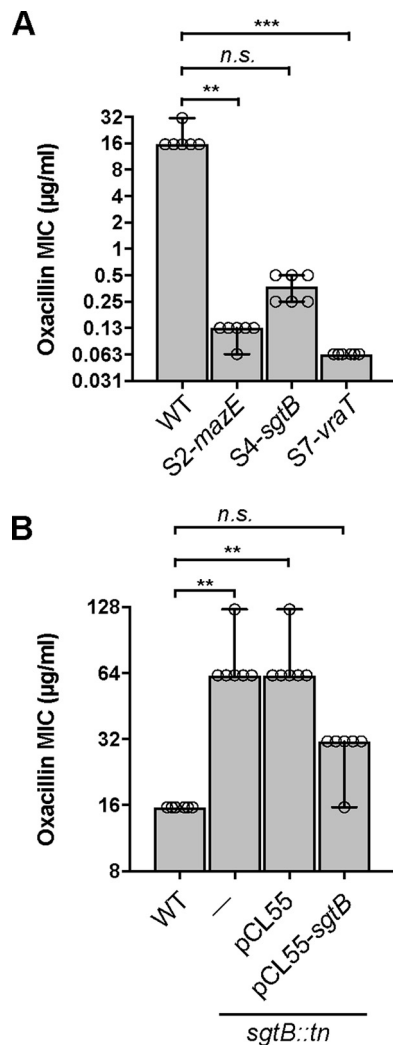 A
***
n.s.
**
Oxacillin MIC (µg/ml)
32
16
8
4
2
1
0.5
0.25
0.13
0.063
0.031
WT
S2-mazE
S4-sgtB
S7-vraT
B
n.s.
**
**
Oxacillin MIC (µg/ml)
128
64
32
16
8
WT
—
pCL55
pCL55-sgtB
sgtB::tn